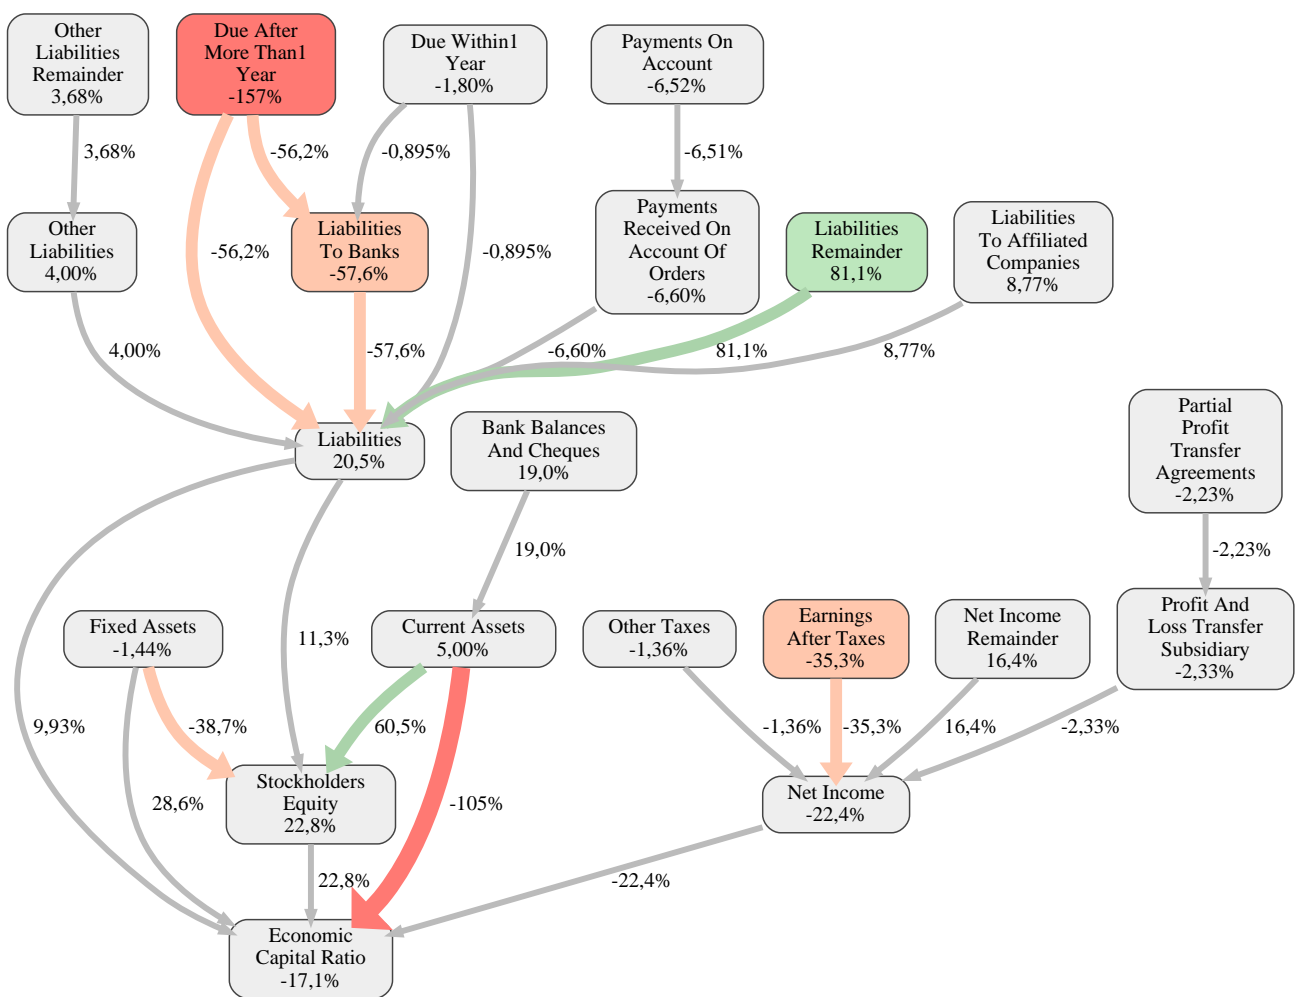 Other
Liabilities
Remainder
3,68%
Due After
More Than1
Year
-157%
Due Within1
Year
-1,80%
Payments On
Account
-6,52%
3,68%
-56,2%
-0,895%
-6,51%
Other
Liabilities
4,00%
Liabilities
To Banks
-57,6%
Payments
Received On
Account Of
Orders
-6,60%
Liabilities
Remainder
81,1%
Liabilities
To Affiliated
Companies
8,77%
-56,2%
-0,895%
4,00%
-57,6%
-6,60%
81,1%
8,77%
Liabilities
20,5%
Bank Balances
And Cheques
19,0%
Partial
Profit
Transfer
Agreements
-2,23%
19,0%
-2,23%
Fixed Assets
-1,44%
11,3%
Current Assets
5,00%
Other Taxes
-1,36%
Earnings
After Taxes
-35,3%
Net Income
Remainder
16,4%
Profit And
Loss Transfer
Subsidiary
-2,33%
9,93%
-38,7%
60,5%
-1,36%
-35,3%
16,4%
-2,33%
28,6%
Stockholders
Equity
22,8%
-105%
Net Income
-22,4%
22,8%
-22,4%
Economic
Capital Ratio
-17,1%